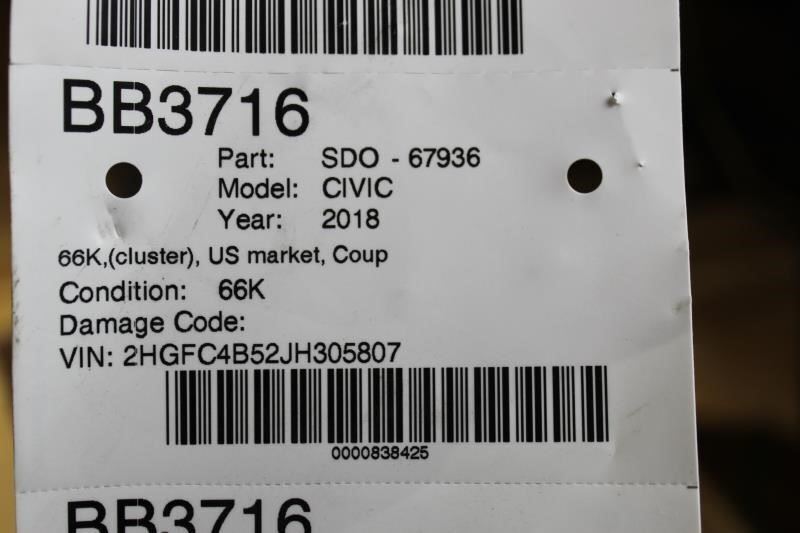 BB3716
Part: SDO - 67936
Model: CIVIC
Year: 2018
66K,(cluster), US market, Coup
Condition: 66K
Damage Code:
VIN: 2HGFC4B52JH305807
0000838425
BB3716